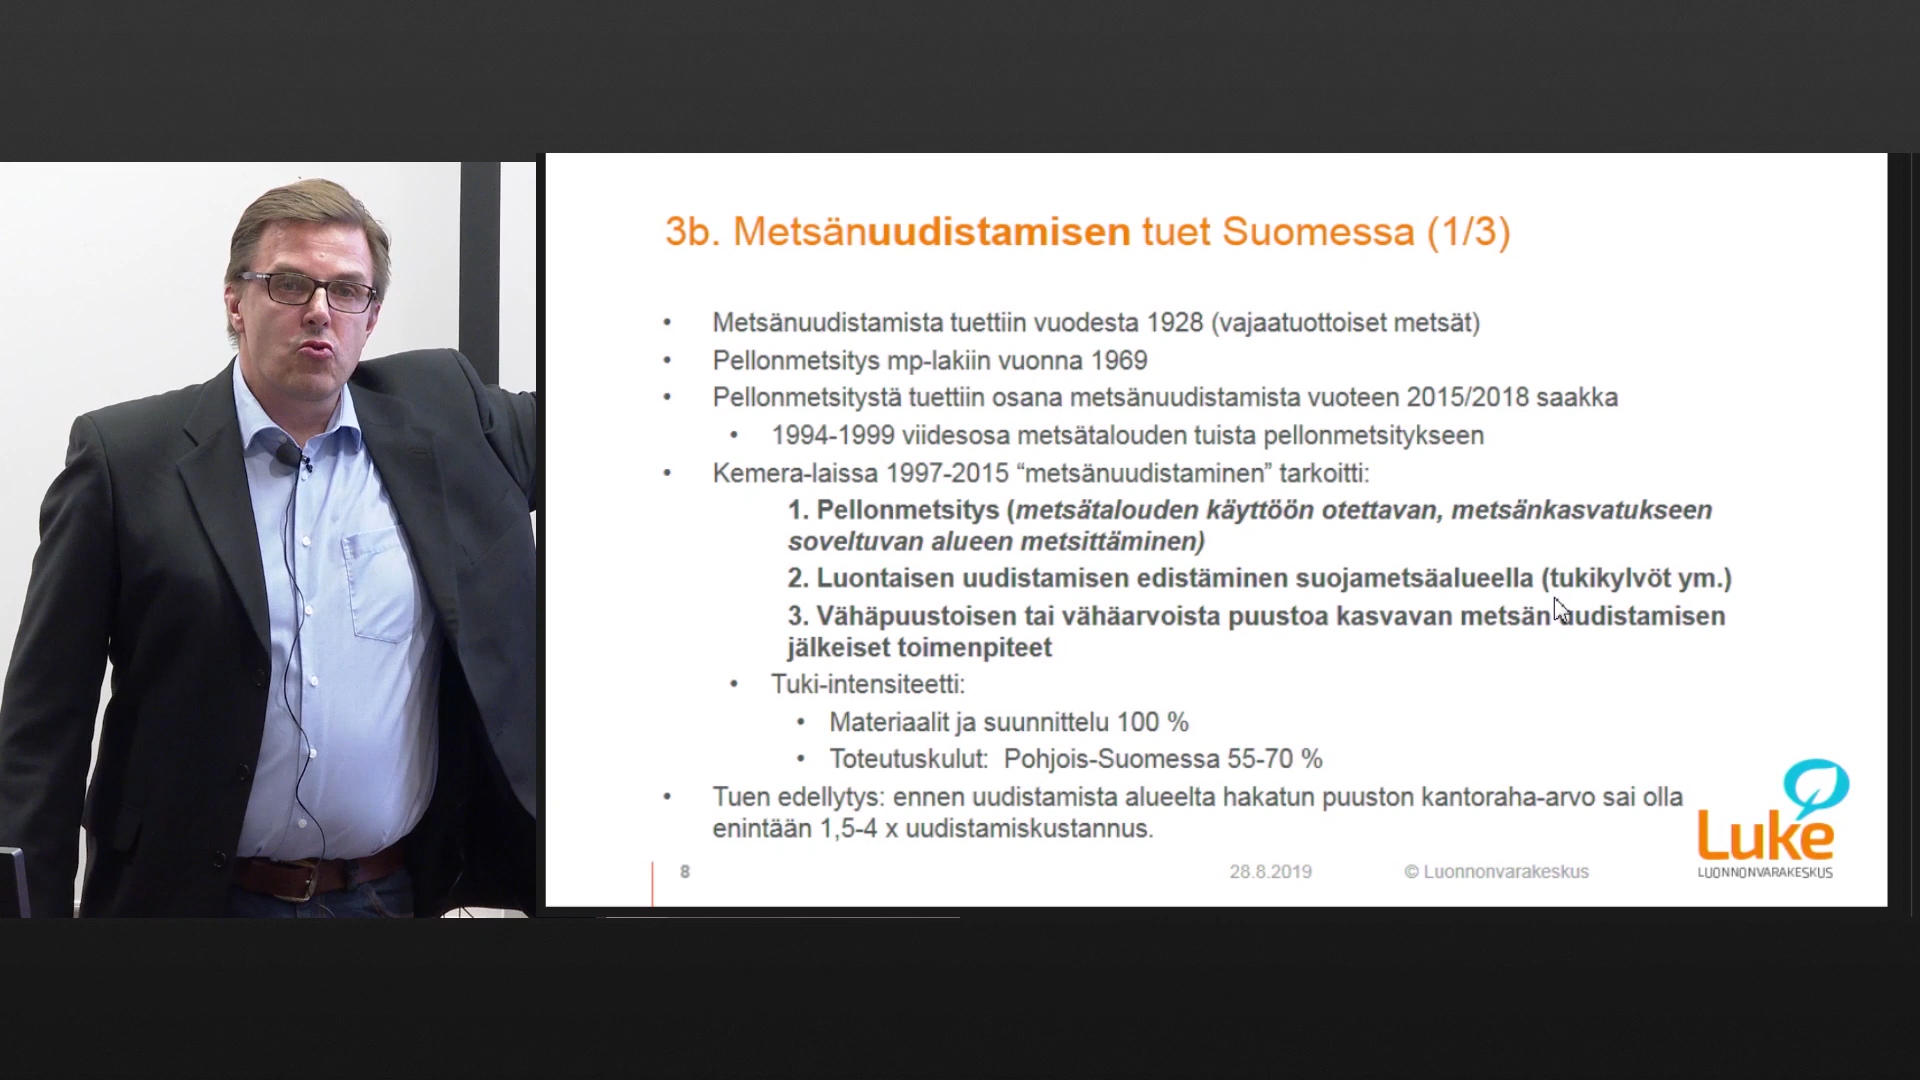 3b. Metsänuudistamisen tuet Suomessa (1/3)
• Metsänuudistamista tuettiin vuodesta 1928 (vajaatuottoiset metsät)
• Pellonmetsitys mp-lakiin vuonna 1969
• Pellonmetsitystä tuettiin osana metsänuudistamista vuoteen 2015/2018 saakka
• 1994-1999 viidesosa metsätalouden tuista pellonmetsitykseen
• Kemera-laissa 1997-2015 “metsänuudistaminen” tarkoitti:
1. Pellonmetsitys (metsätalouden käyttöön otettavan, metsänkasvatukseen
soveltuvan alueen metsittäminen)
2. Luontaisen uudistamisen edistäminen suojametsäalueella (tukikylvöt ym.)
3. Vähäpuustoisen tai vähäarvoista puustoa kasvavan metsän uudistamisen
jälkeiset toimenpiteet
• Tuki-intensiteetti:
• Materiaalit ja suunnittelu 100 %
• Toteutuskulut: Pohjois-Suomessa 55-70 %
• Tuen edellytys: ennen uudistamista alueelta hakatun puuston kantoraha-arvo sai olla
enintään 1,5-4 x uudistamiskustannus.
Luke
LUONNONVARAKESKUS
8 28.8.2019 © Luonnonvarakeskus